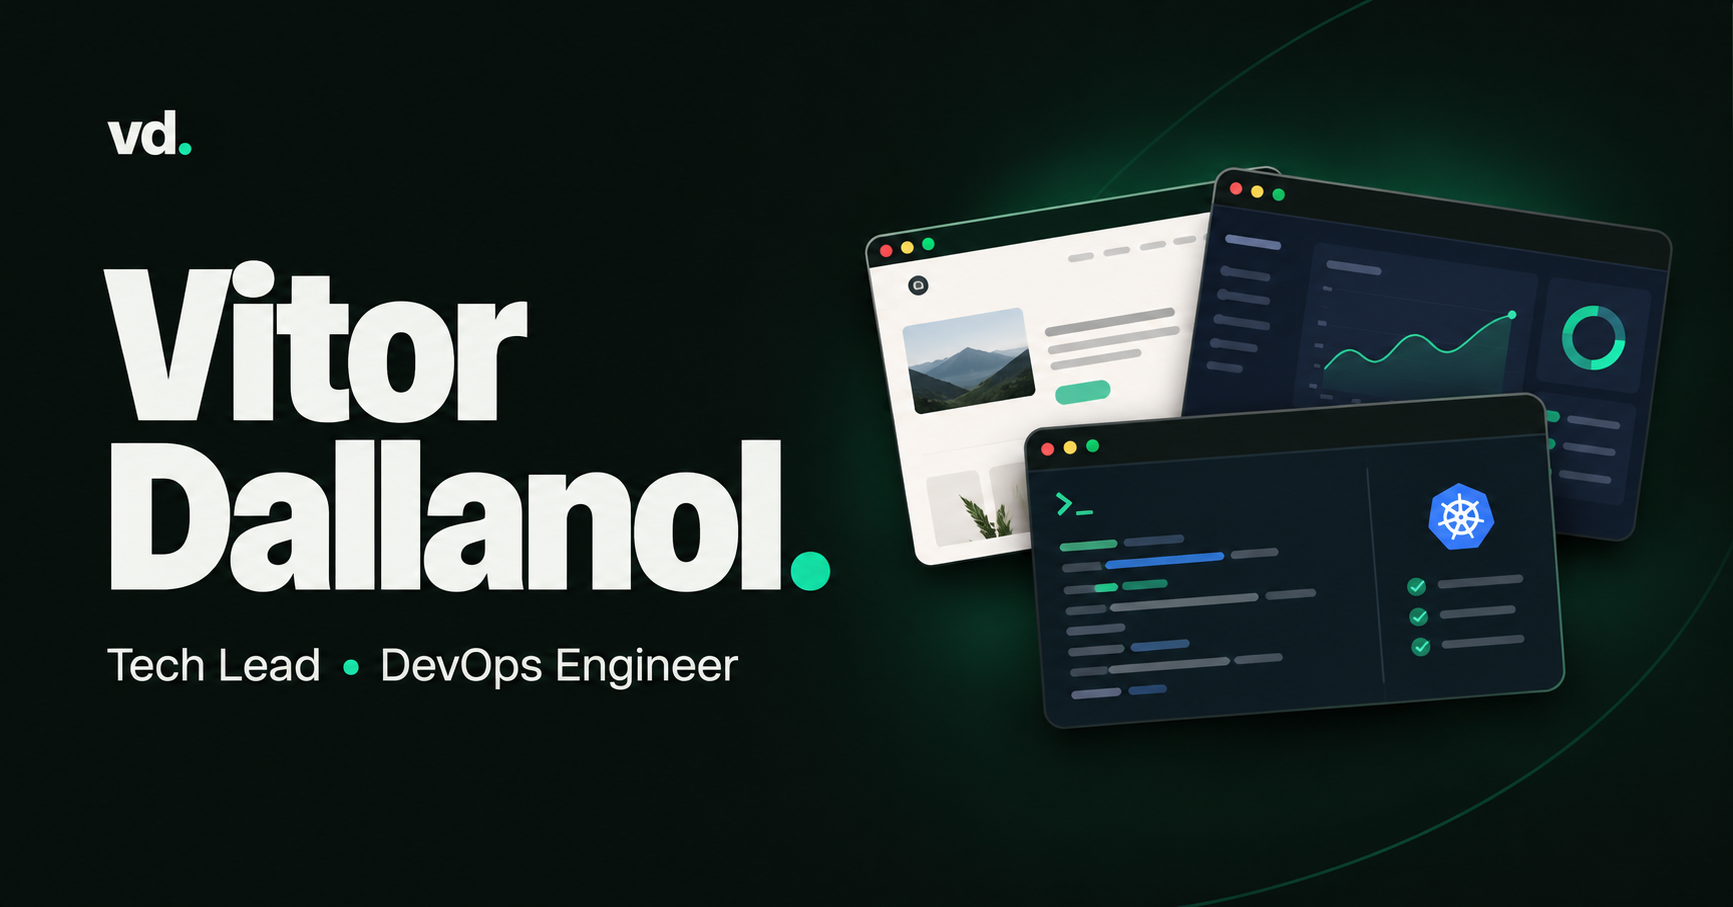 vd.
Vitor
Dallanol.
Tech Lead • DevOps Engineer
>_